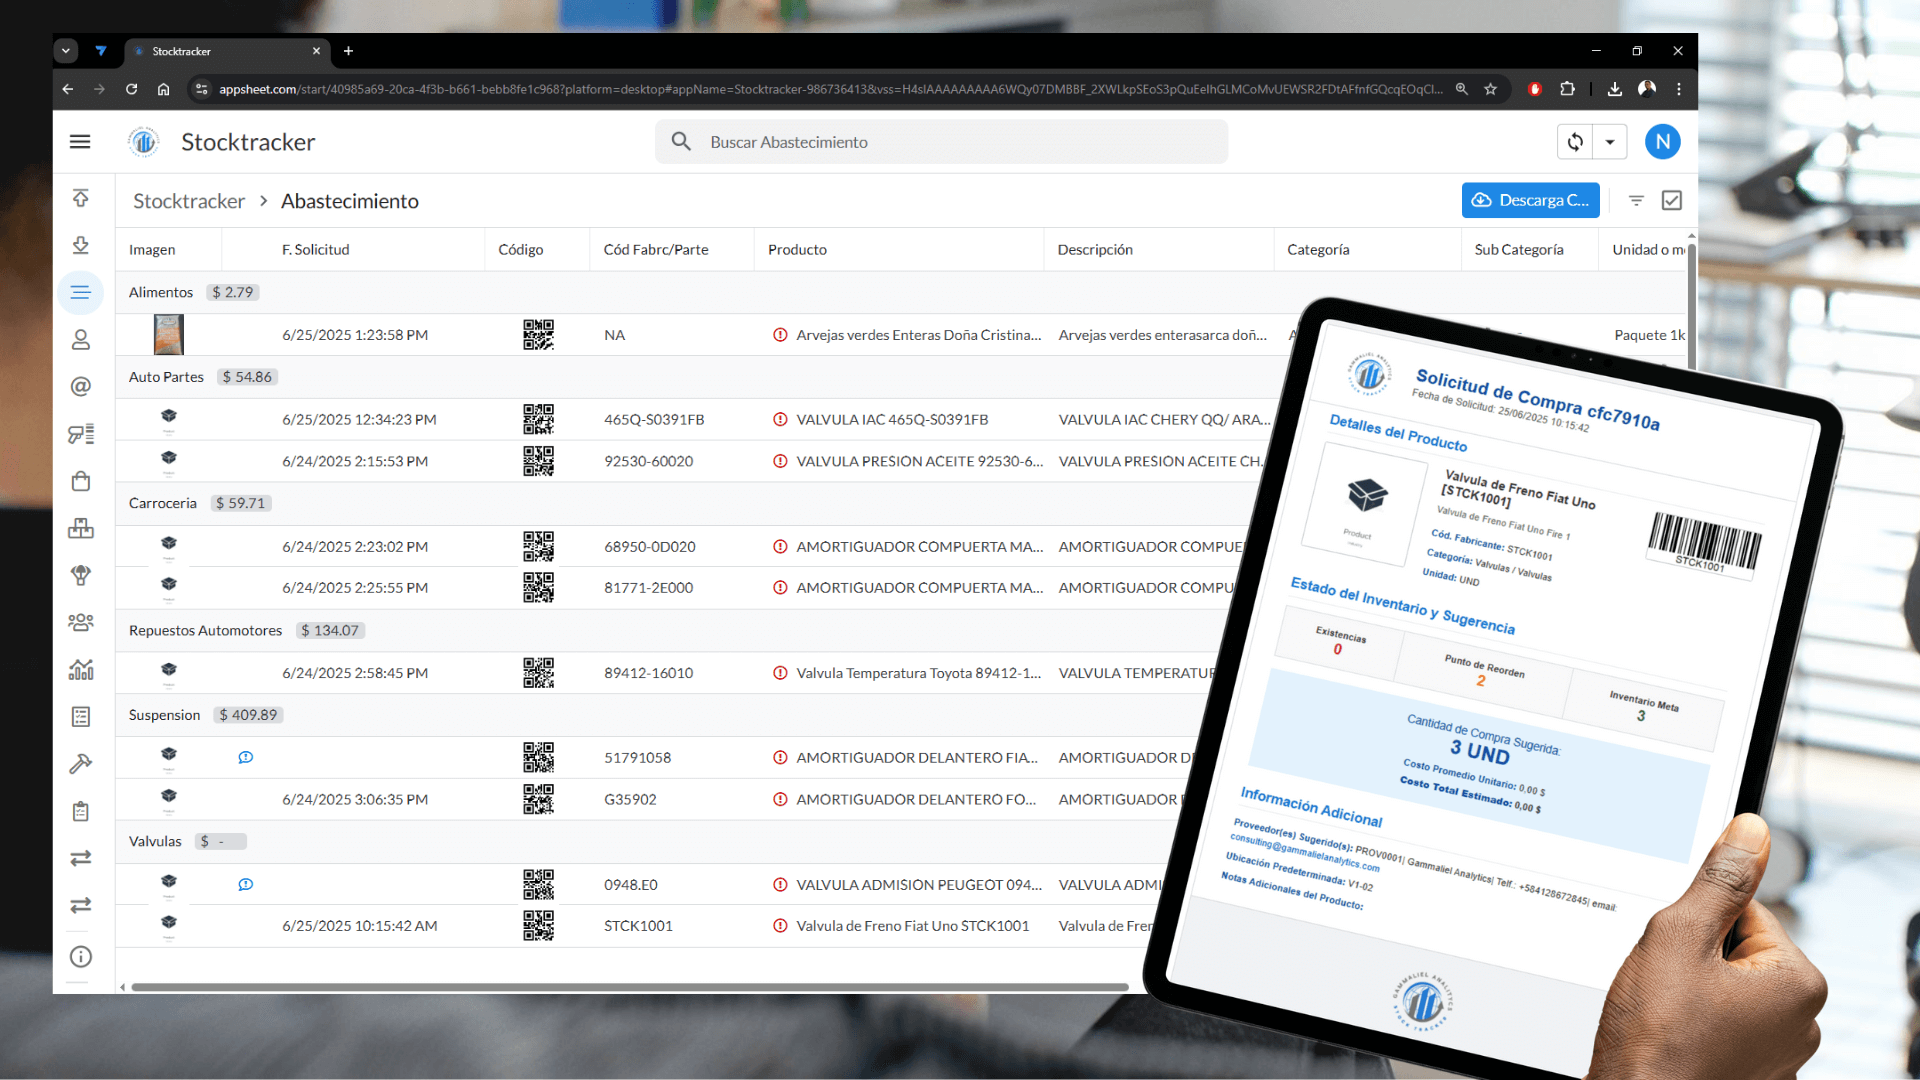 Stocktracker
appsheet.com/start/40985a69-20ca-4f3b-b661-bebb8fe1c968?platform=desktop#appName=Stocktracker-986736413&vss=
Stocktracker
Buscar Abastecimiento
N
Stocktracker > Abastecimiento
Descarga C...
Imagen F. Solicitud Código Cód Fabrc/Parte Producto Descripción Categoría Sub Categoría Unidad o m
Alimentos $ 2.79
6/25/2025 1:23:58 PM NA Arvejas verdes Enteras Doña Cristina... Arvejas verdes enterasarca doñ... Paquete 1k
Auto Partes $ 54.86
6/25/2025 12:34:23 PM 465Q-S0391FB VALVULA IAC 465Q-S0391FB VALVULA IAC CHERY QQ/ ARA...
6/24/2025 2:15:53 PM 92530-60020 VALVULA PRESION ACEITE 92530-6... VALVULA PRESION ACEITE CH.
Carroceria $ 59.71
6/24/2025 2:23:02 PM 68950-0D020 AMORTIGUADOR COMPUERTA MA... AMORTIGUADOR COMPUE
6/24/2025 2:25:55 PM 81771-2E000 AMORTIGUADOR COMPUERTA MA... AMORTIGUADOR COMPU
Repuestos Automotores $ 134.07
6/24/2025 2:58:45 PM 89412-16010 Valvula Temperatura Toyota 89412-1... VALVULA TEMPERATUR
Suspension $ 409.89
51791058 AMORTIGUADOR DELANTERO FIA... AMORTIGUADOR D
6/24/2025 3:06:35 PM G35902 AMORTIGUADOR DELANTERO FO... AMORTIGUADOR
Valvulas $ -
0948.E0 VALVULA ADMISION PEUGEOT 094... VALVULA ADMI
6/25/2025 10:15:42 AM STCK1001 Valvula de Freno Fiat Uno STCK1001 Valvula de Frer
GAMMALIEL ANALYTICS
Solicitud de Compra cfc7910a
Fecha de Solicitud: 25/06/2025 10:15:42
Detalles del Producto
Product
Valvula de Freno Fiat Uno
[STCK1001]
Valvula de Freno Fiat Uno Fire 1
Cód. Fabricante: STCK1001
Categoría: Valvulas / Valvulas
Unidad: UND
STCK1001
Estado del Inventario y Sugerencia
Existencias
0
Punto de Reorden
2
Inventario Meta
3
Cantidad de Compra Sugerida:
3 UND
Costo Promedio Unitario: 0,00 $
Costo Total Estimado: 0,00 $
Información Adicional
Proveedor(es) Sugerido(s): PROV0001| Gammaliel Analytics| Telf.: +584128672845| email:
consulting@gammalielanalytics.com
Ubicación Predeterminada: V1-02
Notas Adicionales del Producto:
GAMMALIEL ANALYTICS
STOCK TRACKER